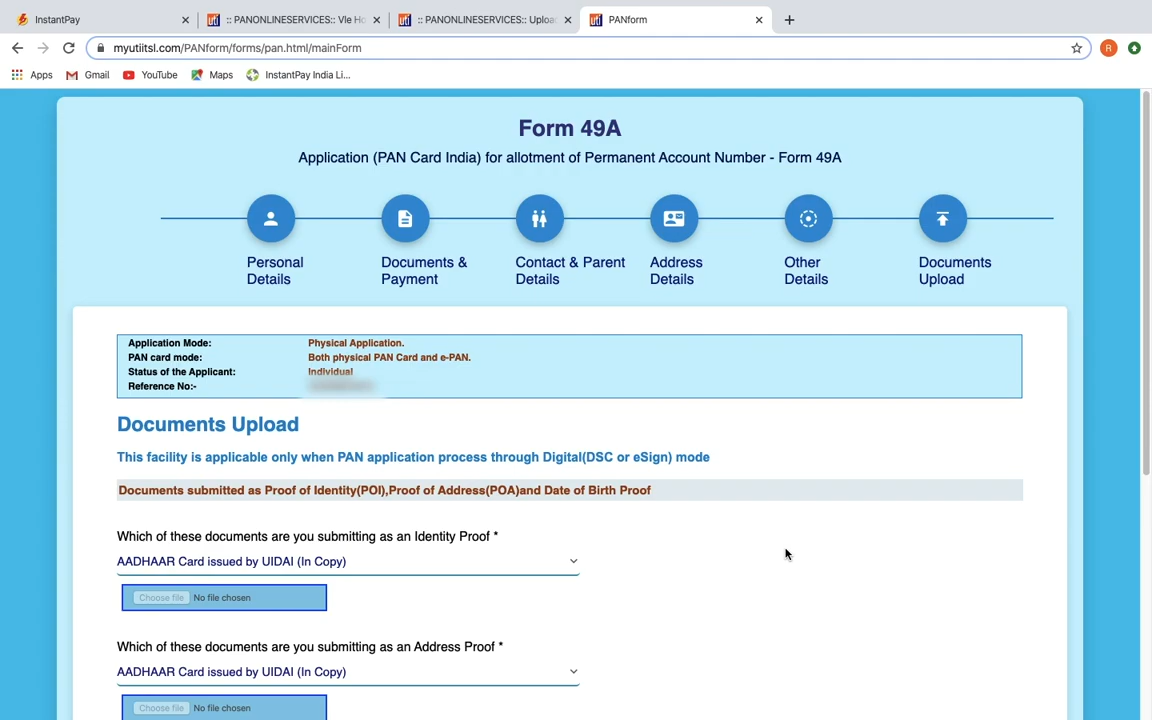 InstantPay
:: PANONLINESERVICES:: Vle Ho
:: PANONLINESERVICES:: Uploa
PANform
myutiitsl.com/PANform/forms/pan.html/mainForm
R
Apps
Gmail
YouTube
Maps
InstantPay India Li...
Form 49A
Application (PAN Card India) for allotment of Permanent Account Number - Form 49A
Personal
Details
Documents &
Payment
Contact & Parent
Details
Address
Details
Other
Details
Documents
Upload
Application Mode: Physical Application.
PAN card mode: Both physical PAN Card and e-PAN.
Status of the Applicant: Individual
Reference No:-
Documents Upload
This facility is applicable only when PAN application process through Digital(DSC or eSign) mode
Documents submitted as Proof of Identity(POI),Proof of Address(POA)and Date of Birth Proof
Which of these documents are you submitting as an Identity Proof *
AADHAAR Card issued by UIDAI (In Copy)
Choose file No file chosen
Which of these documents are you submitting as an Address Proof *
AADHAAR Card issued by UIDAI (In Copy)
Choose file No file chosen